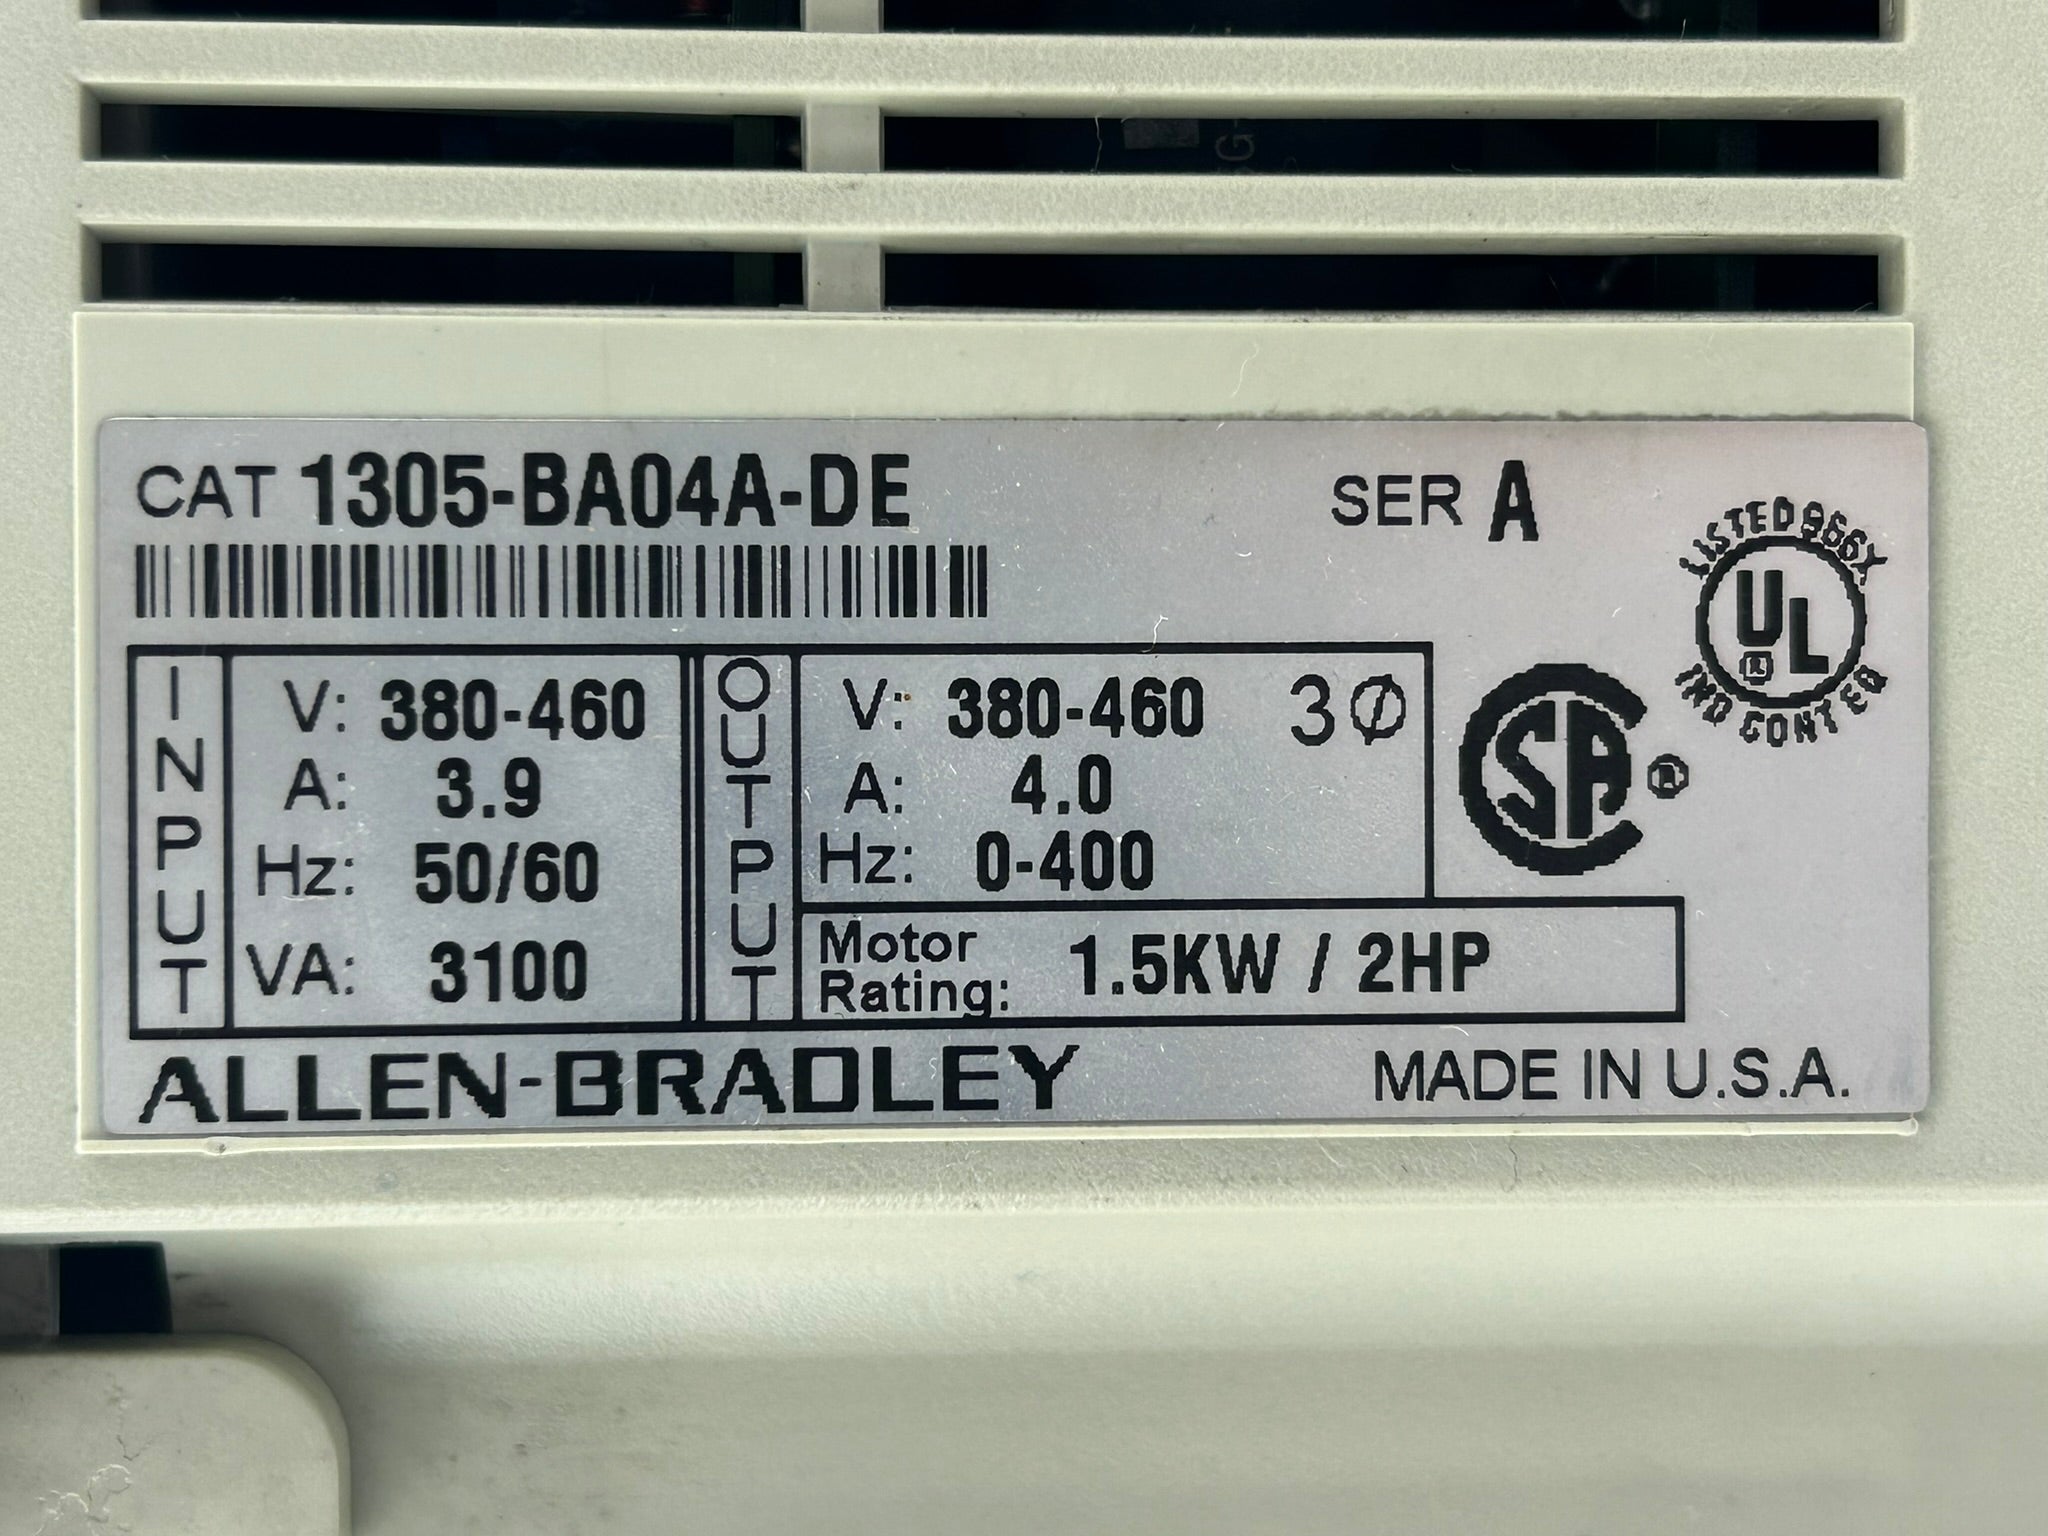 CAT 1305-BA04A-DE SER A
LISTED 966X
UL
®
IND CONT EQ
INPUT
V: 380-460
A: 3.9
Hz: 50/60
VA: 3100
OUTPUT
V: 380-460 3Ø
A: 4.0
Hz: 0-400
Motor
Rating: 1.5KW / 2HP
CSA ®
ALLEN-BRADLEY MADE IN U.S.A.